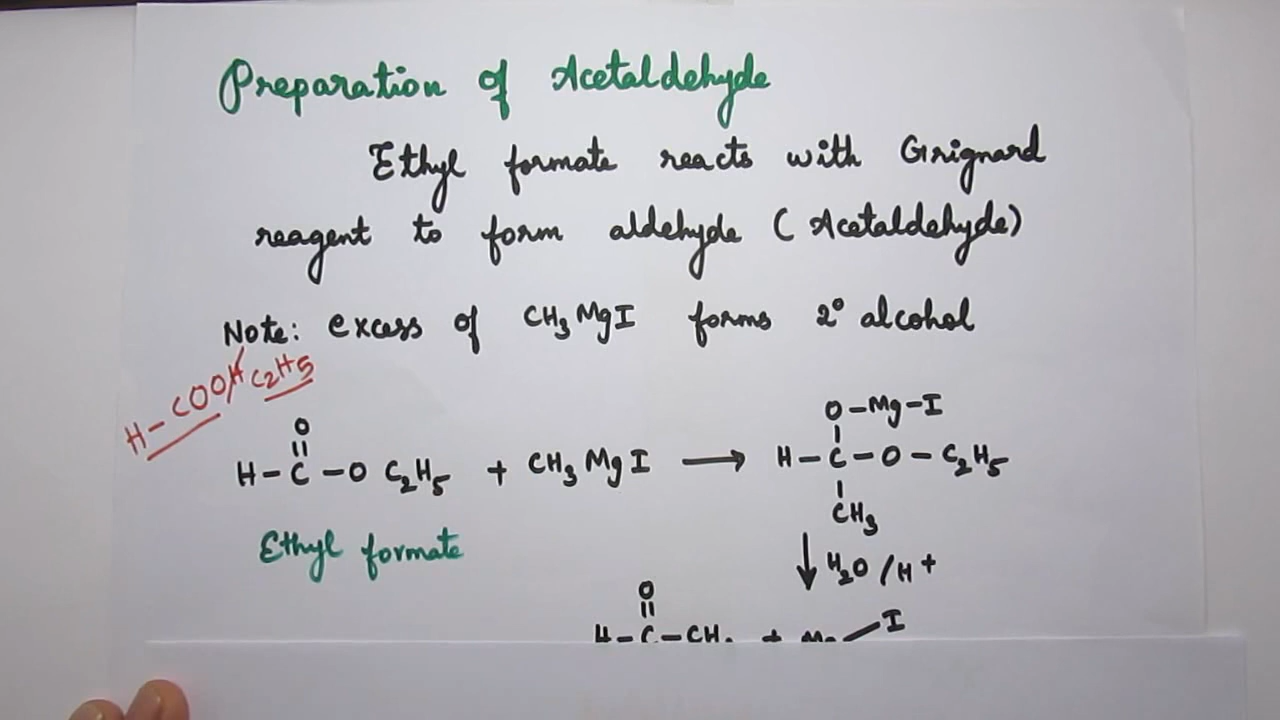 Preparation of Acetaldehyde
Ethyl formate reacts with Grignard
reagent to form aldehyde ( Acetaldehyde)
Note: excess of CH₃MgI forms 2° alcohol
H-COOH C₂H₅
O
||
H-C-O C₂H₅ + CH₃MgI ⟶ H-C-O-C₂H₅
O-Mg-I
|
|
CH₃
Ethyl formate
↓ H₂O/H+
O
||
H-C-CH + I